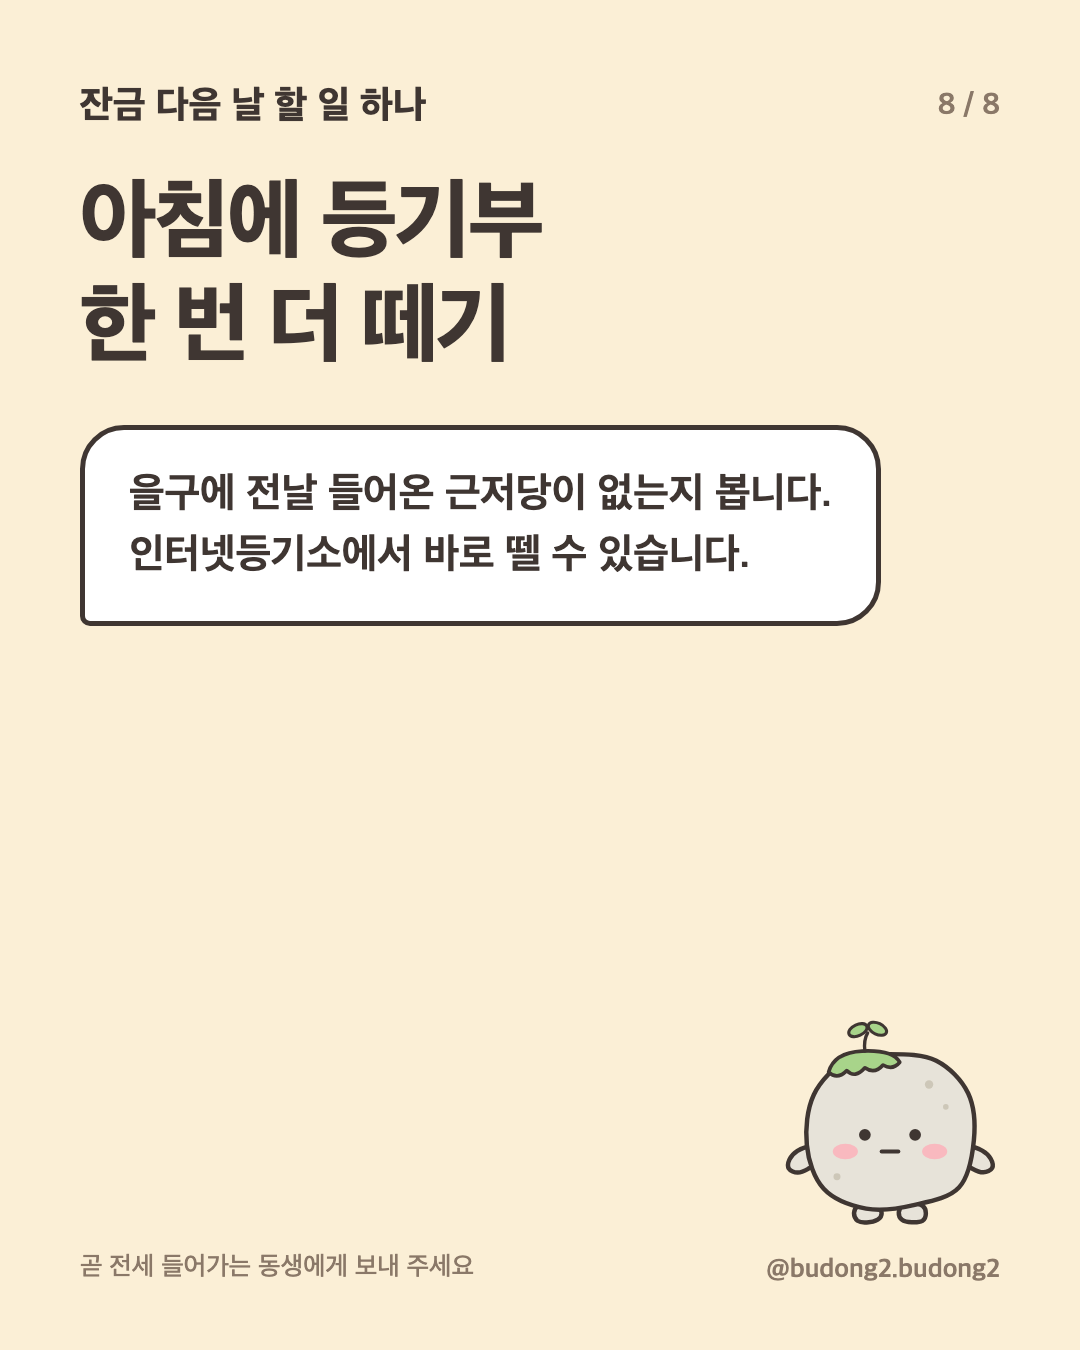 잔금 다음 날 할 일 하나
8 / 8
아침에 등기부
한 번 더 떼기
을구에 전날 들어온 근저당이 없는지 봅니다.
인터넷등기소에서 바로 뗄 수 있습니다.
곧 전세 들어가는 동생에게 보내 주세요
@budong2.budong2